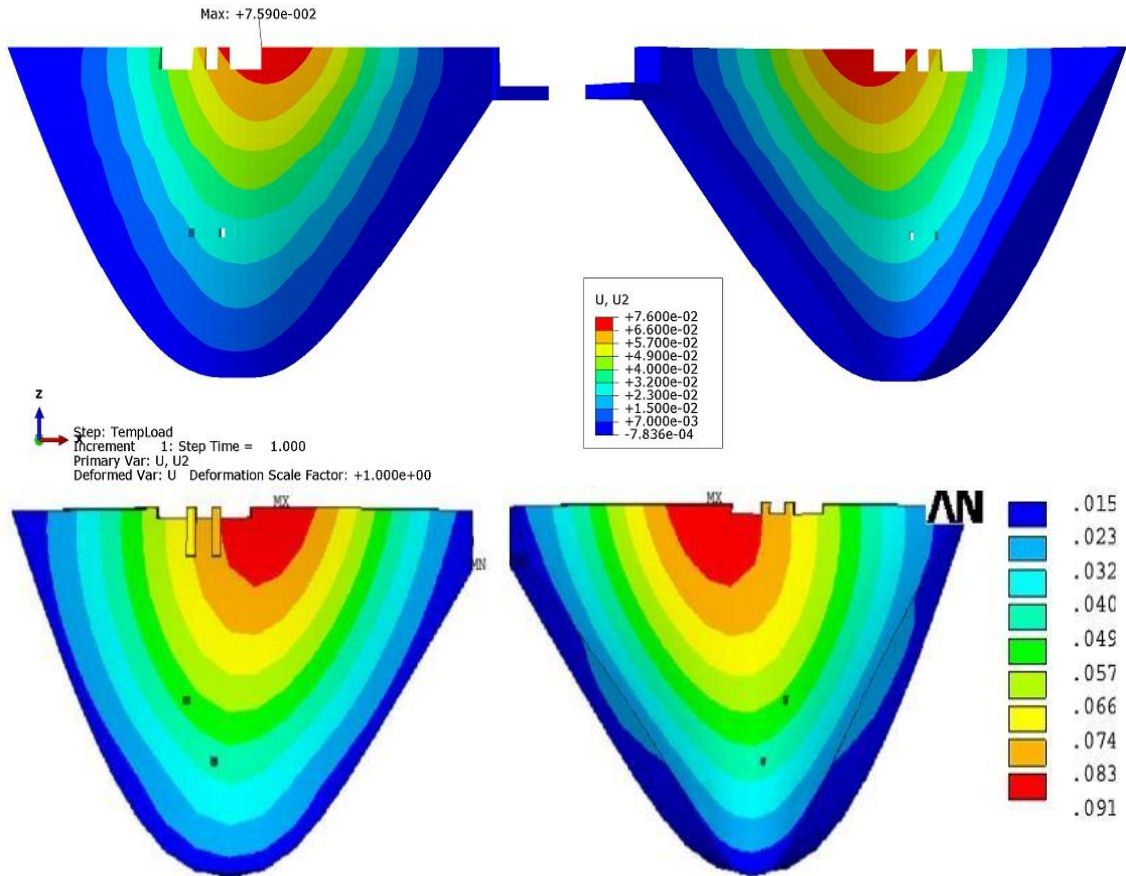 Max: +7.590e-002
U, U2
+7.600e-02
+6.600e-02
+5.700e-02
+4.900e-02
+4.000e-02
+3.200e-02
+2.300e-02
+1.500e-02
+7.000e-03
-7.836e-04
Z
X
Step: TempLoad
Increment 1: Step Time = 1.000
Primary Var: U, U2
Deformed Var: U Deformation Scale Factor: +1.000e+00
MX
MN
MX
AN
.015
.023
.032
.040
.049
.057
.066
.074
.083
.091